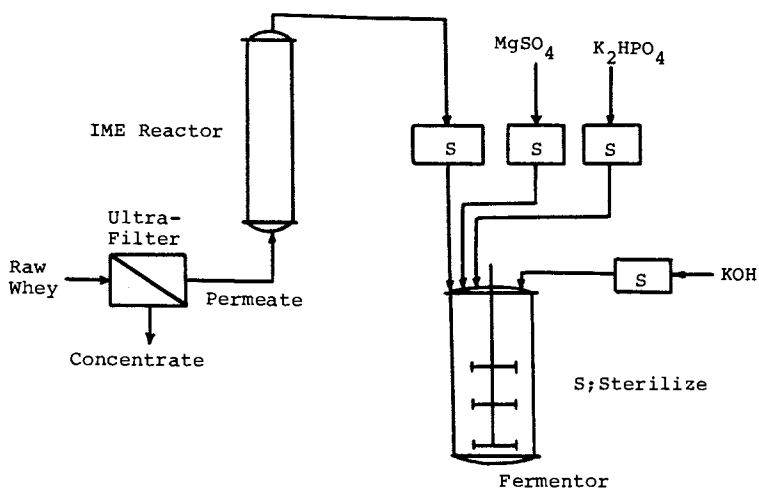 MgSO4
K2HPO4
IME Reactor
S
S
S
Ultra-
Filter
Raw
Whey
Permeate
S
KOH
Concentrate
S;Sterilize
Fermentor